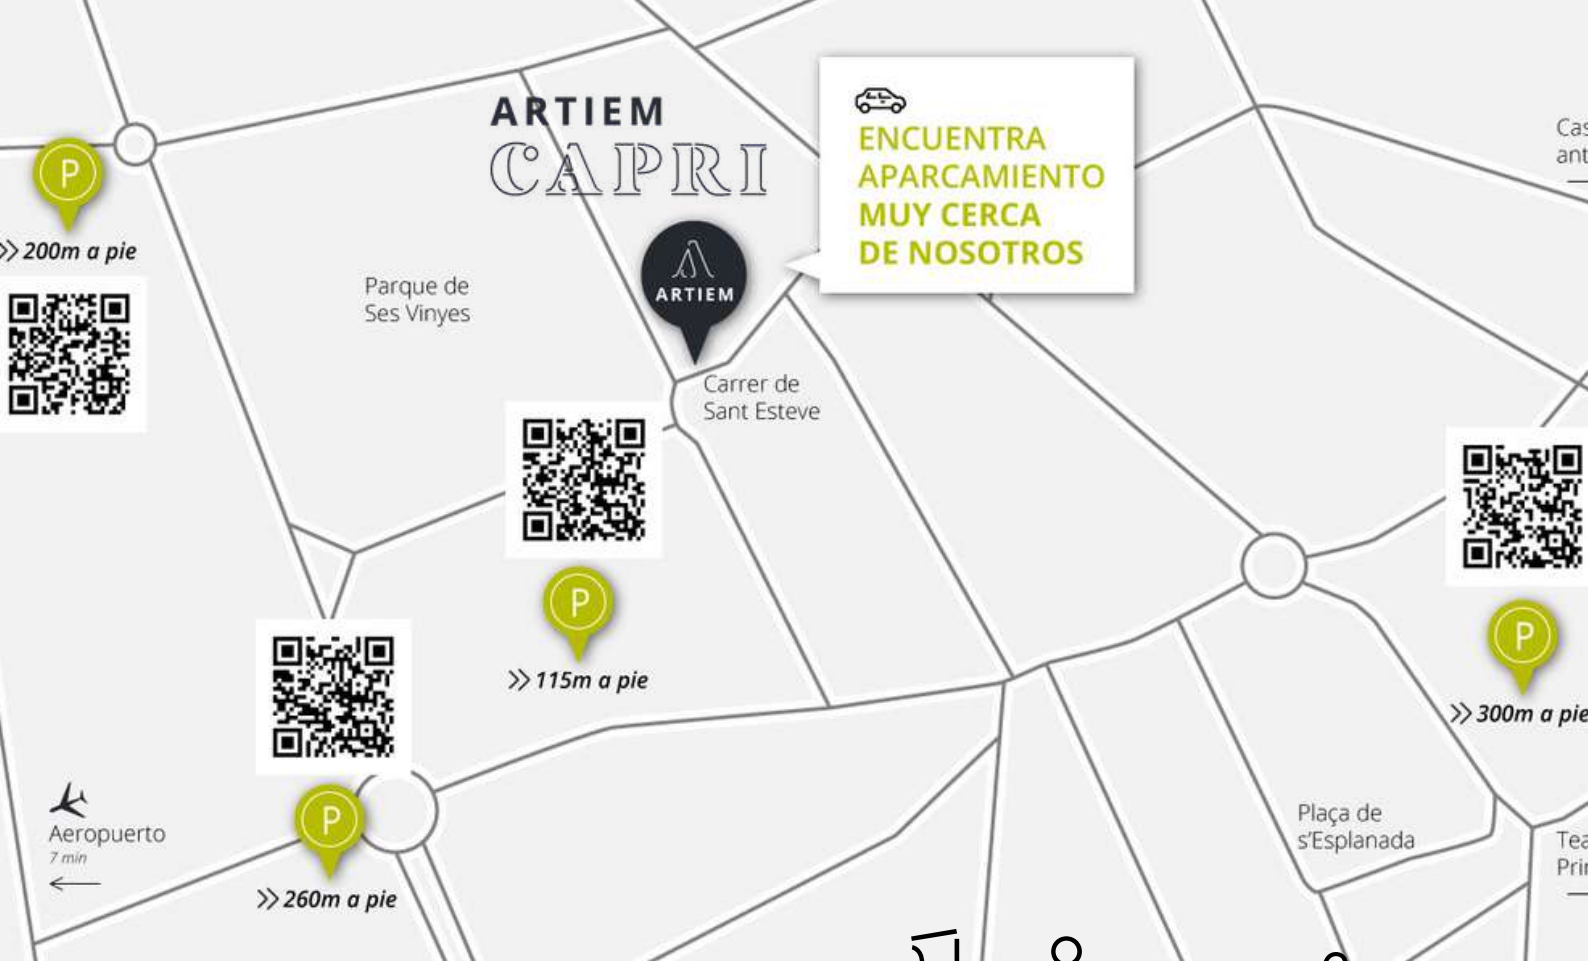 ARTIEM
CAPRI
ENCUENTRA
APARCAMIENTO
MUY CERCA
DE NOSOTROS
P
200m a pie
Parque de
Ses Vinyes
ARTIEM
Carrer de
Sant Esteve
P
115m a pie
P
260m a pie
P
300m a pie
Aeropuerto
7 min
Plaça de
s'Esplanada